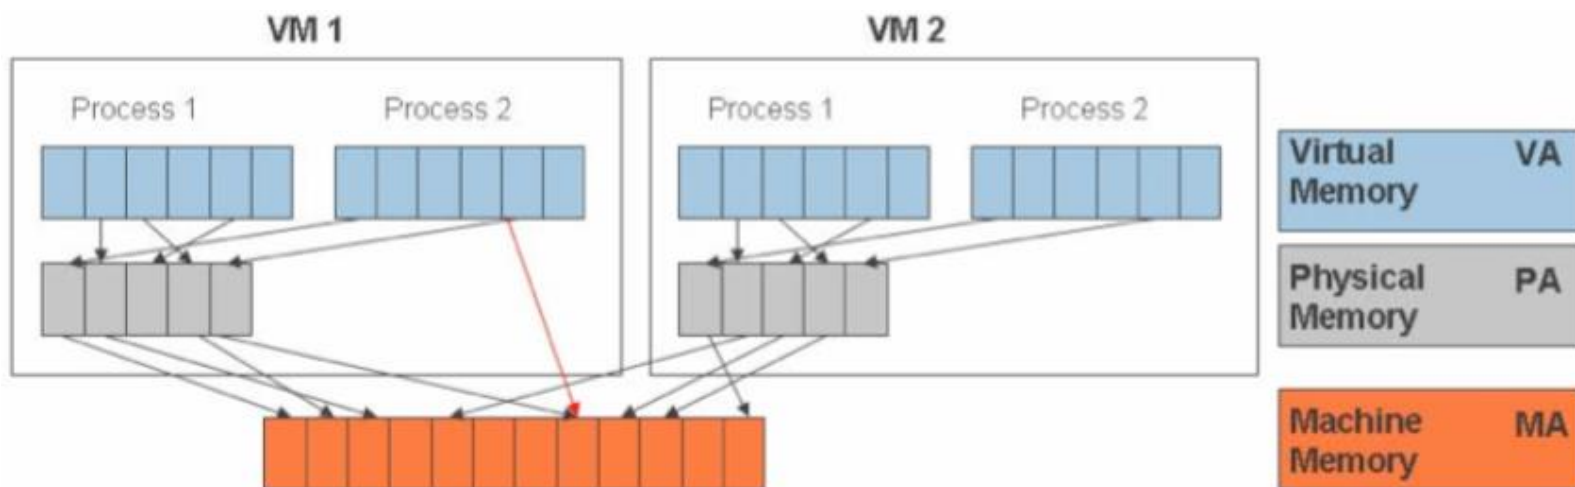 VM 1
VM 2
Process 1
Process 2
Process 1
Process 2
Virtual VA
Memory
Physical PA
Memory
Machine MA
Memory